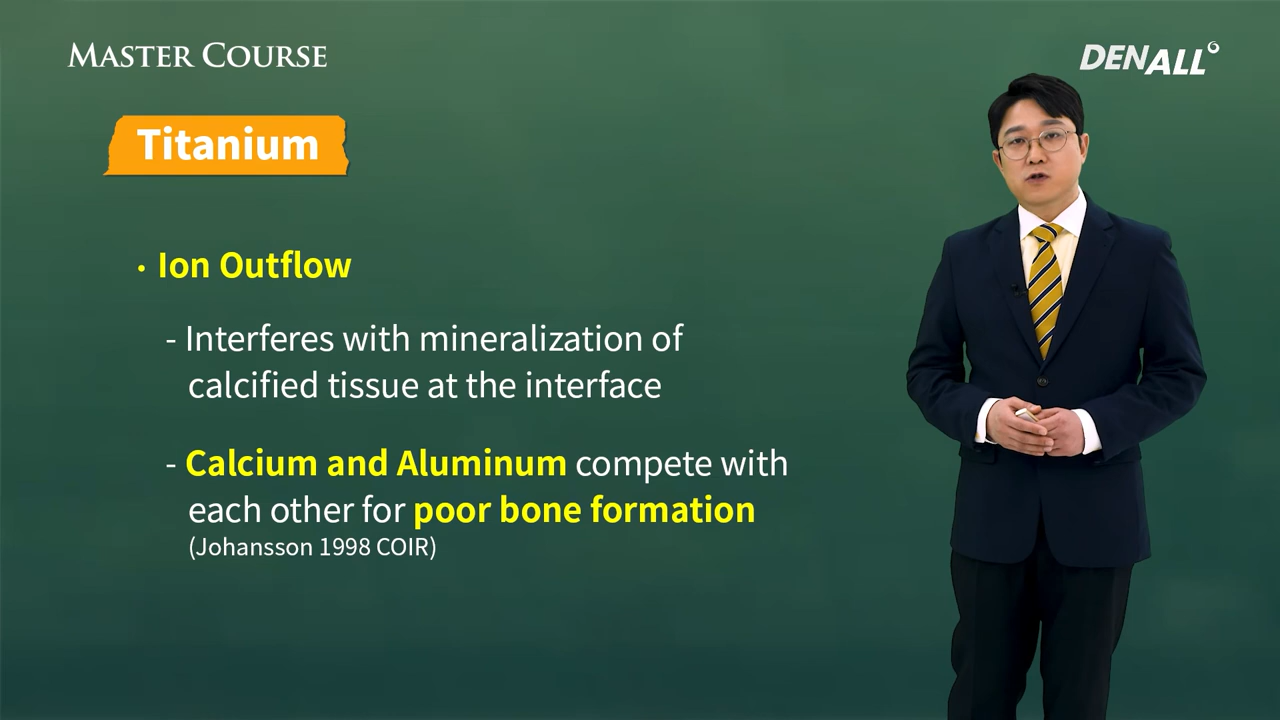 MASTER COURSE
DENALL
Titanium
• Ion Outflow
- Interferes with mineralization of
calcified tissue at the interface
- Calcium and Aluminum compete with
each other for poor bone formation
(Johansson 1998 COIR)